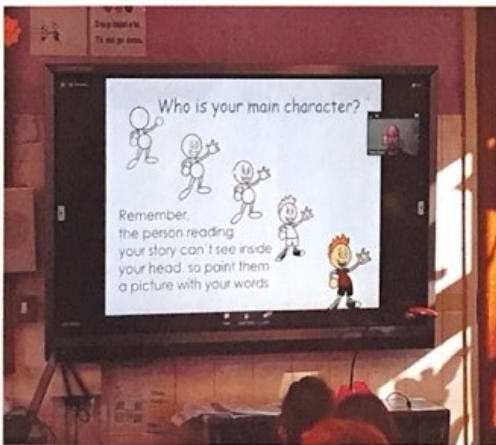 Who is your main character?
Remember,
the person reading
your story can't see inside
your head, so paint them
a picture with your words